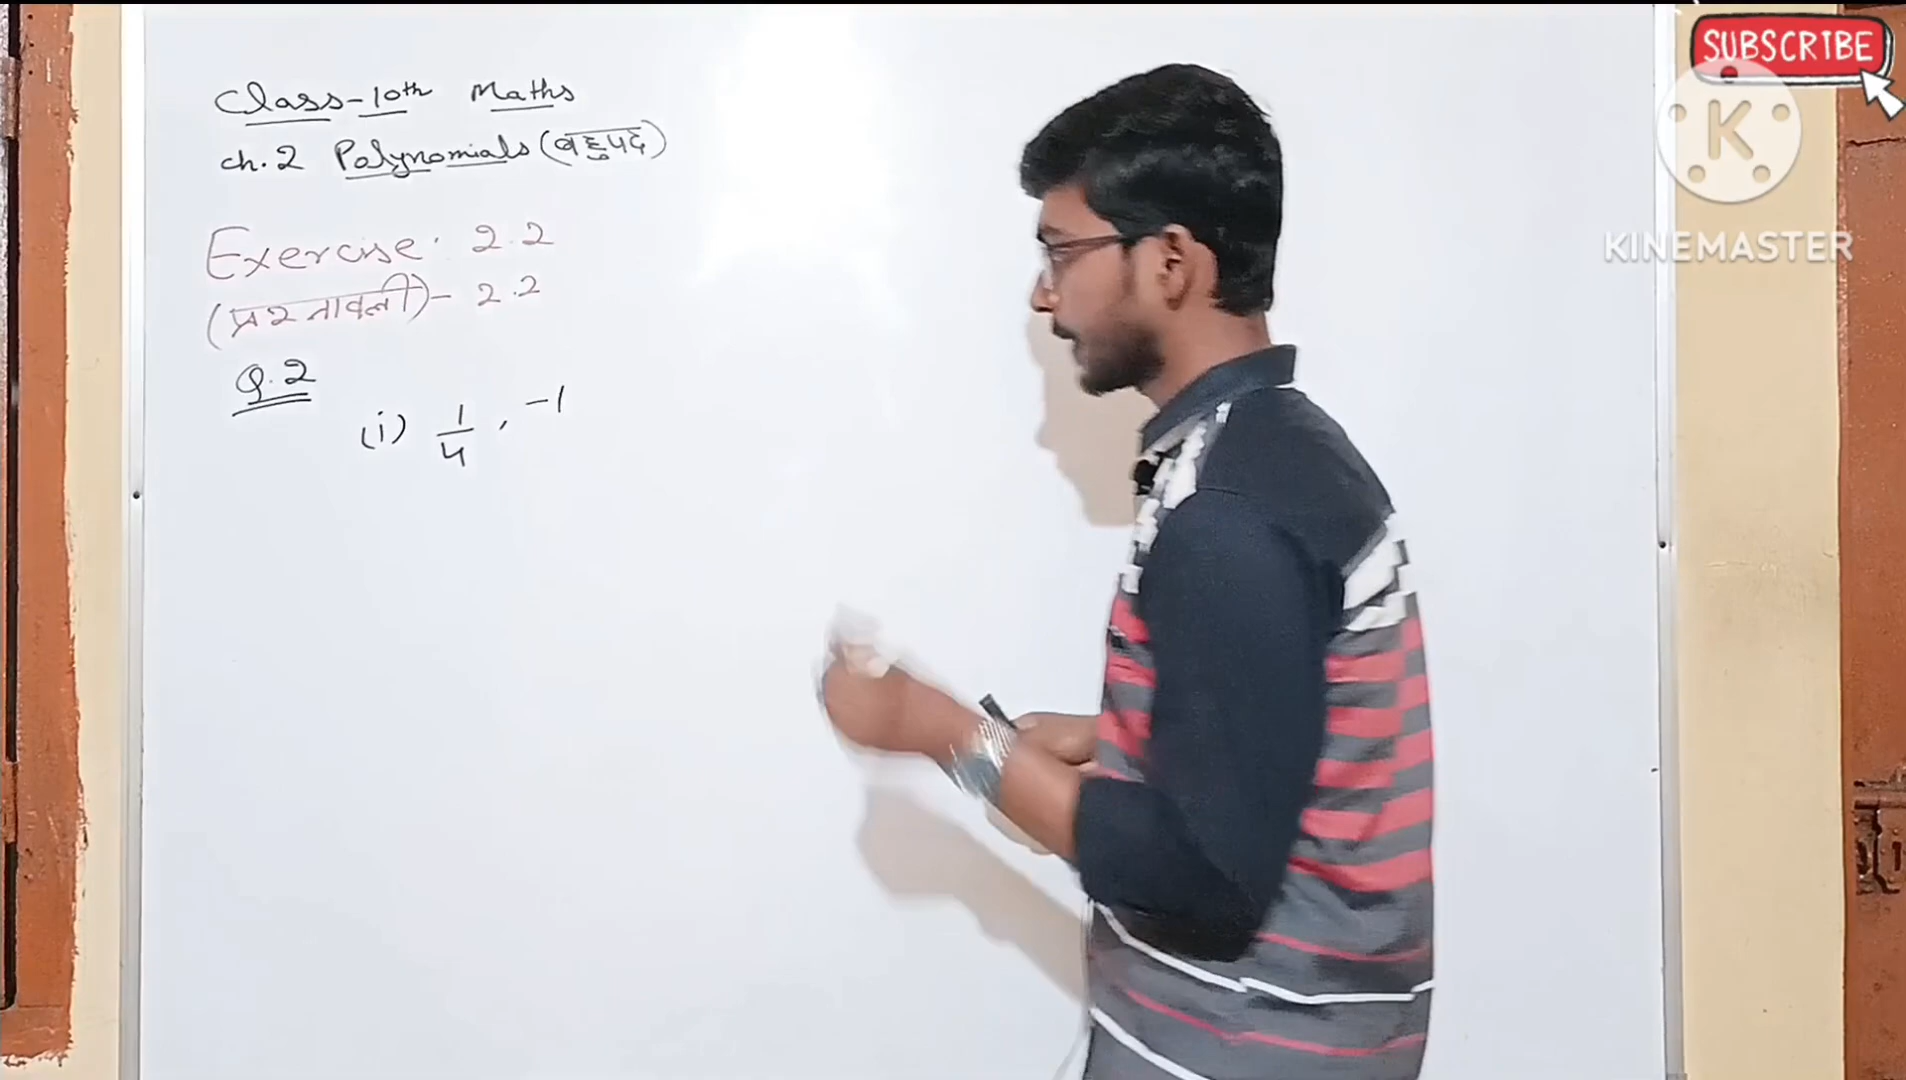 Class-10th Maths
ch.2 Polynomials (बहुपद)
Exercise: 2.2
(प्रश्नावली)- 2.2
Q.2
(i) 1/4, -1
SUBSCRIBE
K
KINEMASTER